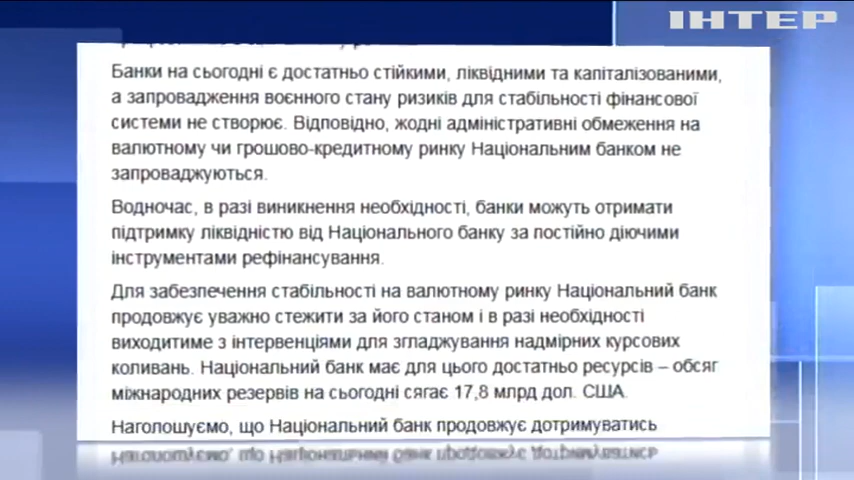 ІНТЕР
Банки на сьогодні є достатньо стійкими, ліквідними та капіталізованими,
а запровадження воєнного стану ризиків для стабільності фінансової
системи не створює. Відповідно, жодні адміністративні обмеження на
валютному чи грошово-кредитному ринку Національним банком не
запроваджуються.
Водночас, в разі виникнення необхідності, банки можуть отримати
підтримку ліквідністю від Національного банку за постійно діючими
інструментами рефінансування.
Для забезпечення стабільності на валютному ринку Національний банк
продовжує уважно стежити за його станом і в разі необхідності
виходитиме з інтервенціями для згладжування надмірних курсових
коливань. Національний банк має для цього достатньо ресурсів – обсяг
міжнародних резервів на сьогодні сягає 17,8 млрд дол. США.
Наголошуємо, що Національний банк продовжує дотримуватись